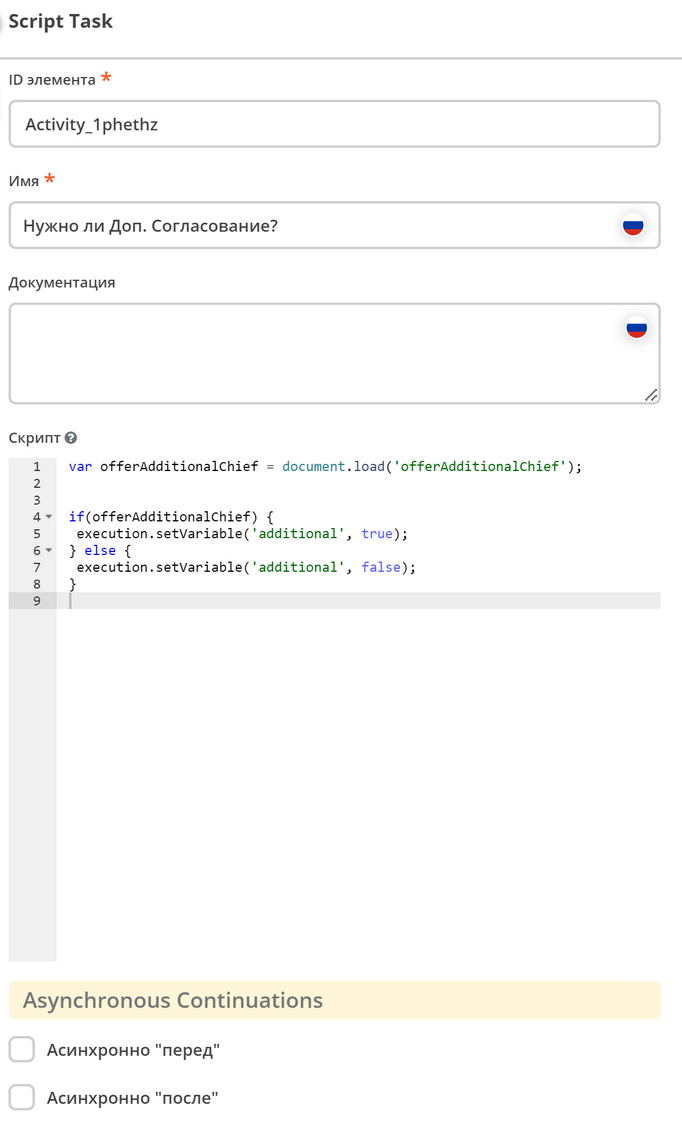 Script Task
ID элемента *
Activity_1phethz
Имя *
Нужно ли Доп. Согласование?
Документация
Скрипт ?
1 var offerAdditionalChief = document.load('offerAdditionalChief');
2
3
4 if(offerAdditionalChief) {
5 execution.setVariable('additional', true);
6 } else {
7 execution.setVariable('additional', false);
8 }
9
Asynchronous Continuations
Асинхронно "перед"
Асинхронно "после"